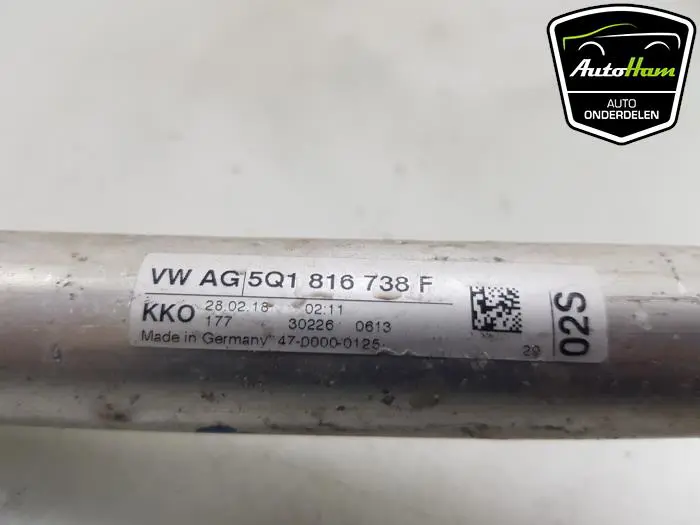 AutoHam
AUTO
ONDERDELEN
VW AG 5Q1 816 738 F
KKO 28.02.18 02:11
177 30226 0613
Made in Germany 47-0000-0125
29
02S